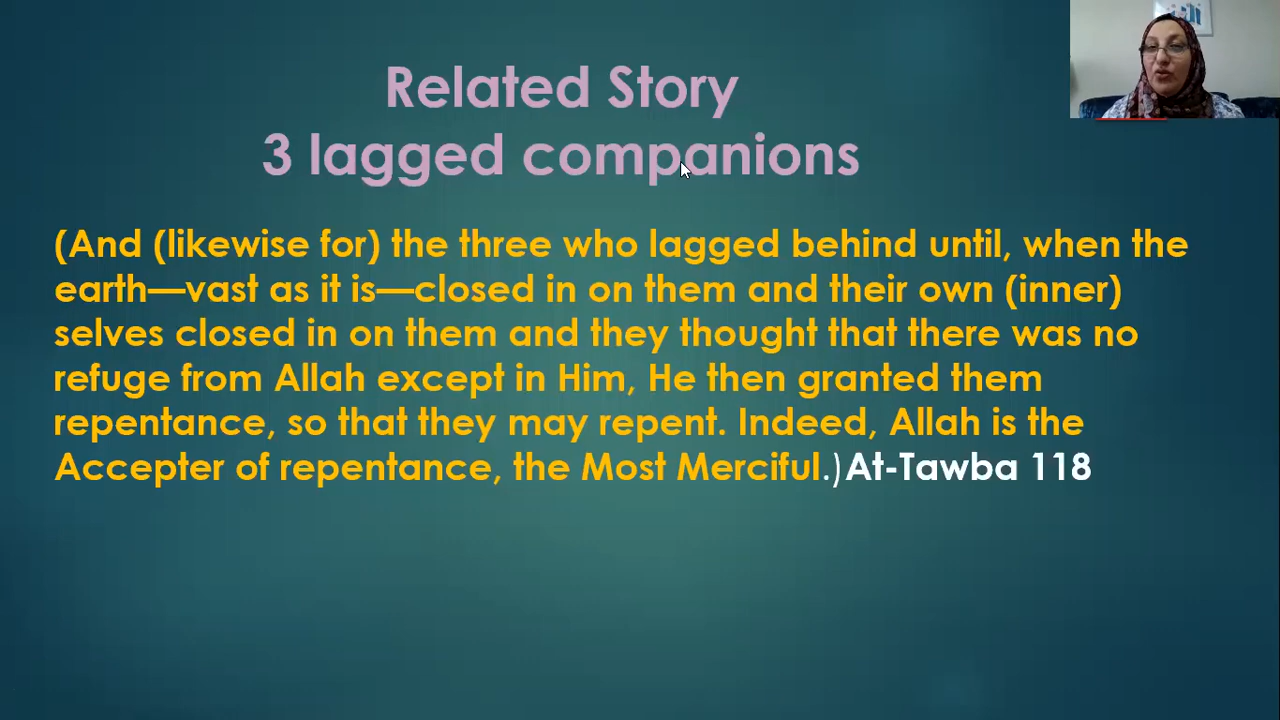 Related Story
3 lagged companions
(And (likewise for) the three who lagged behind until, when the
earth—vast as it is—closed in on them and their own (inner)
selves closed in on them and they thought that there was no
refuge from Allah except in Him, He then granted them
repentance, so that they may repent. Indeed, Allah is the
Accepter of repentance, the Most Merciful.)At-Tawba 118